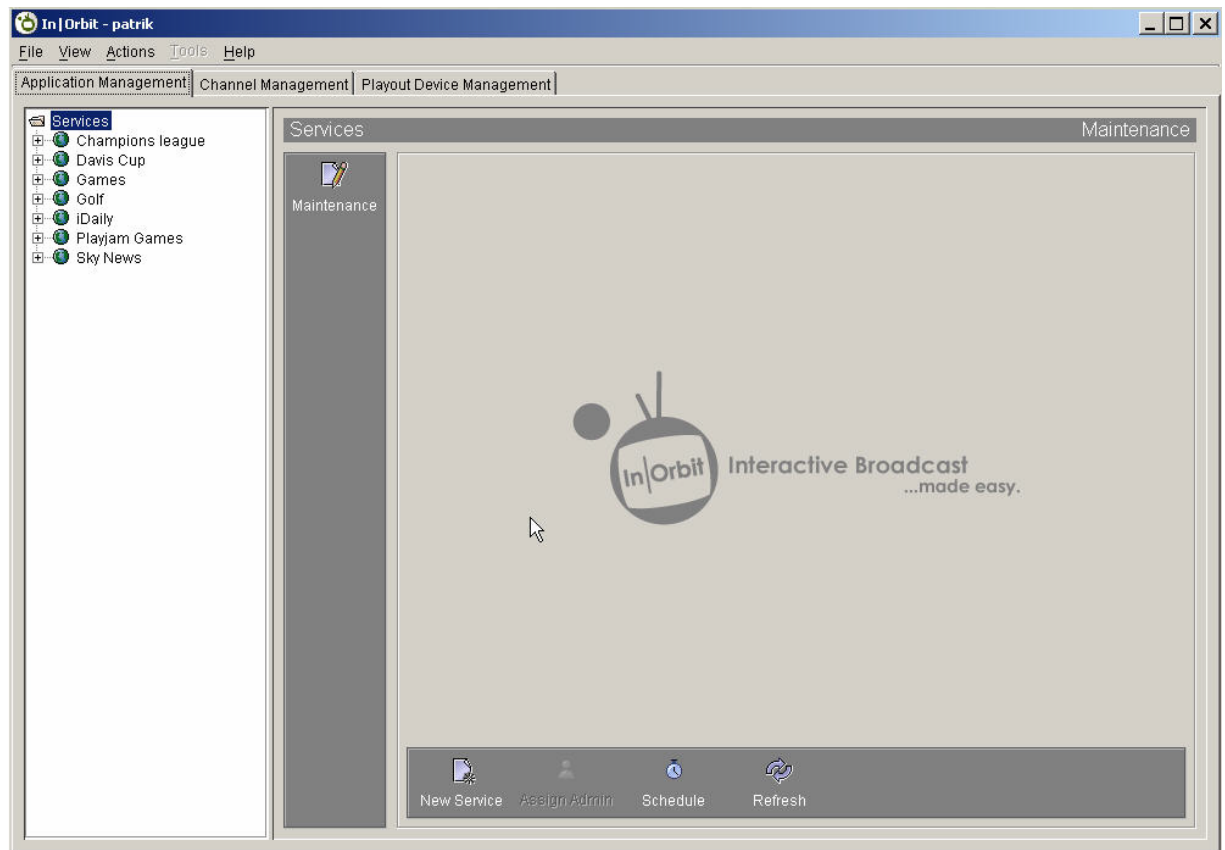 In|Orbit - patrik
File View Actions Tools Help
Application Management Channel Management Playout Device Management
Services
Champions league
Davis Cup
Games
Golf
iDaily
Playjam Games
Sky News
Services Maintenance
Maintenance
In|Orbit
Interactive Broadcast
...made easy.
New Service Assign Admin Schedule Refresh